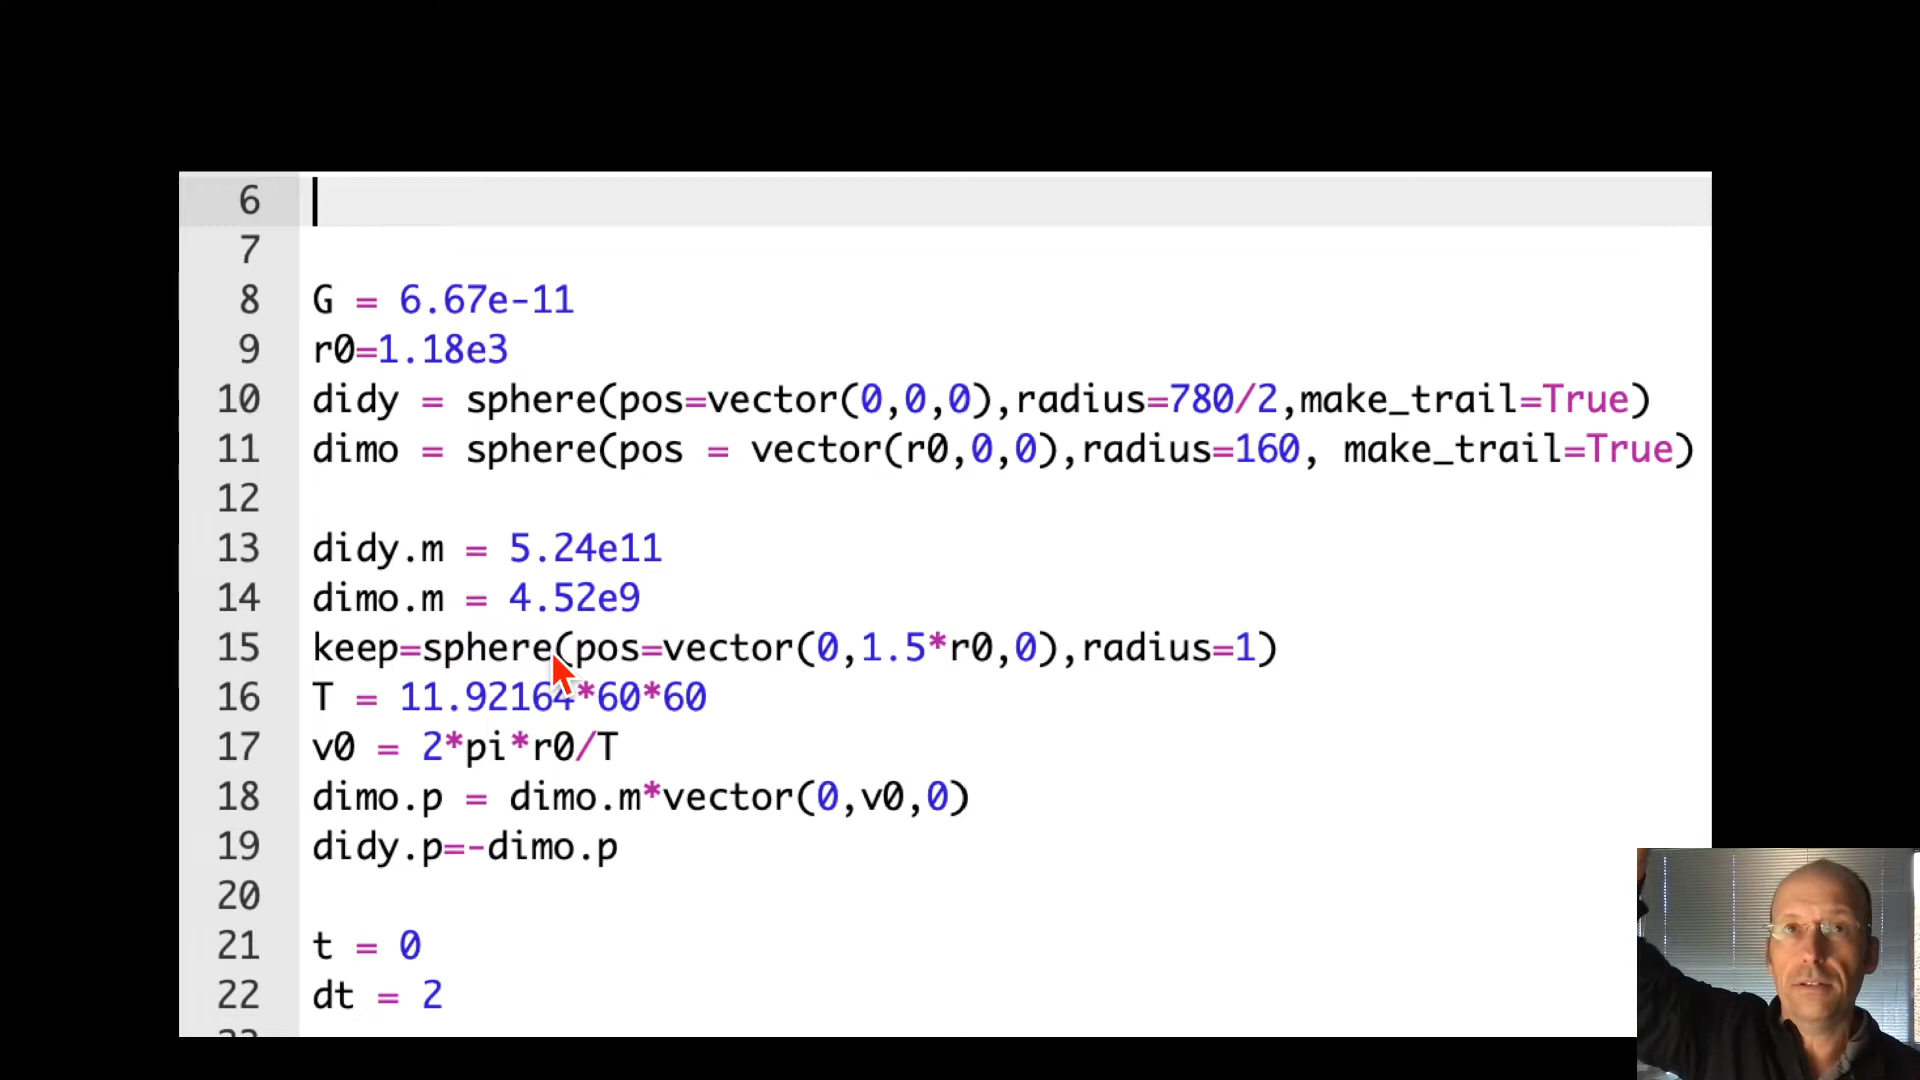 6
7
8 G = 6.67e-11
9 r0=1.18e3
10 didy = sphere(pos=vector(0,0,0),radius=780/2,make_trail=True)
11 dimo = sphere(pos = vector(r0,0,0),radius=160, make_trail=True)
12
13 didy.m = 5.24e11
14 dimo.m = 4.52e9
15 keep=sphere(pos=vector(0,1.5*r0,0),radius=1)
16 T = 11.92164*60*60
17 v0 = 2*pi*r0/T
18 dimo.p = dimo.m*vector(0,v0,0)
19 didy.p=-dimo.p
20
21 t = 0
22 dt = 2